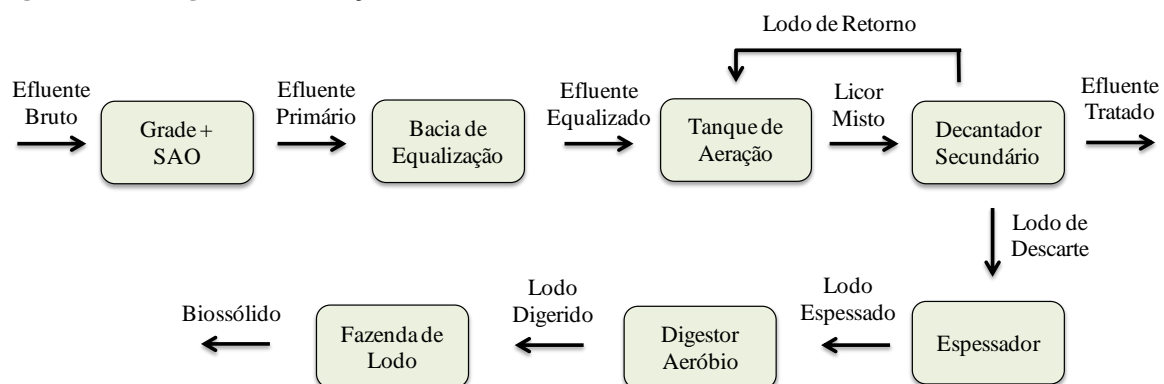 Lodo de Retorno
Efluente
Bruto
Grade +
SAO
Efluente
Primário
Bacia de
Equalização
Efluente
Equalizado
Tanque de
Aeração
Licor
Misto
Decantador
Secundário
Efluente
Tratado
Lodo de
Descarte
Biossólido
Fazenda de
Lodo
Lodo
Digerido
Digestor
Aeróbio
Lodo
Espessado
Espessador